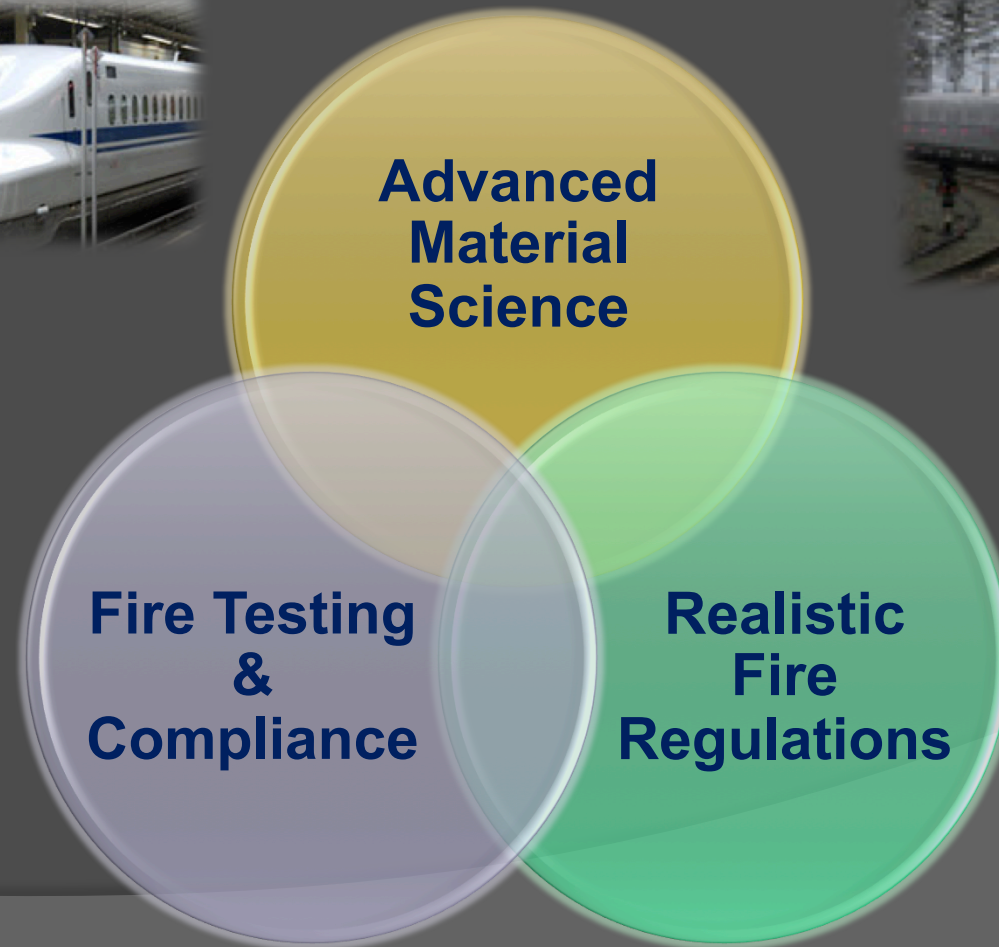 Advanced
Material
Science
Fire Testing
&
Compliance
Realistic
Fire
Regulations